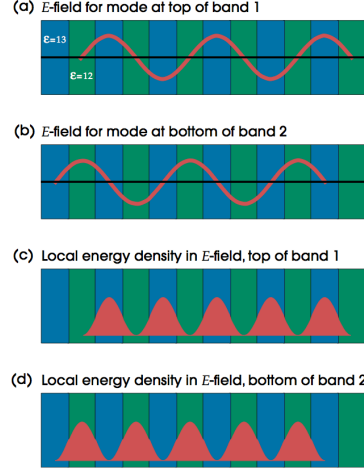 (a) E-field for mode at top of band 1
ε=13
ε=12
(b) E-field for mode at bottom of band 2
(c) Local energy density in E-field, top of band 1
(d) Local energy density in E-field, bottom of band 2